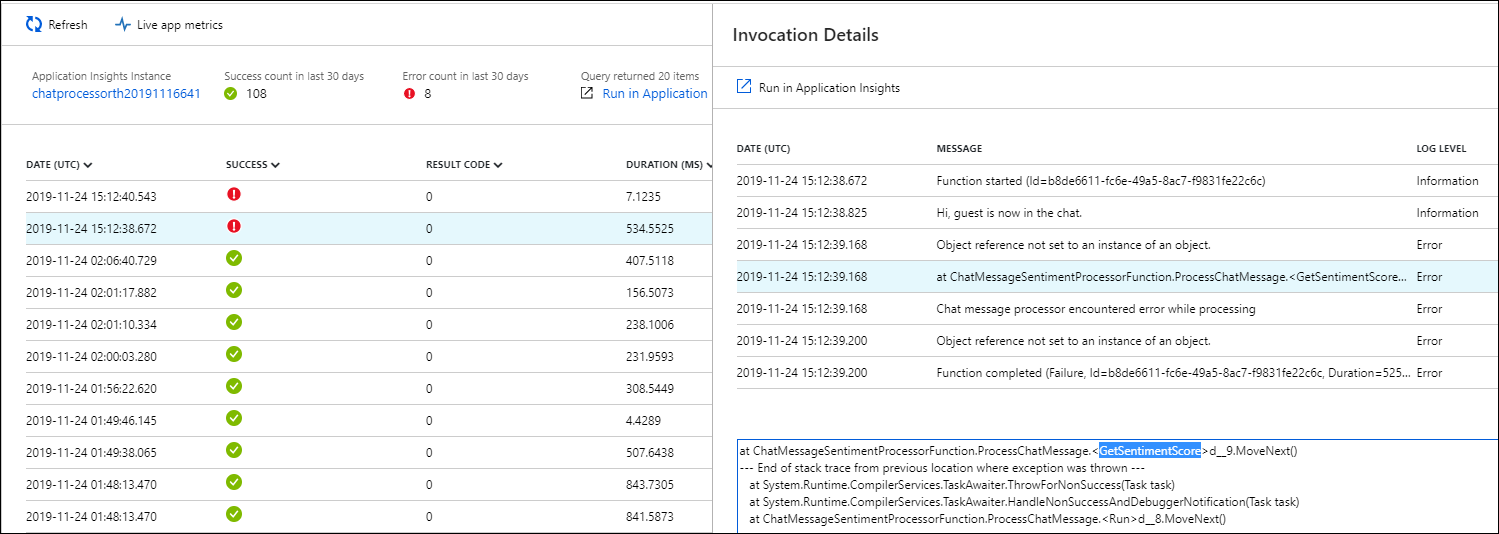 Refresh Live app metrics
Application Insights Instance Success count in last 30 days Error count in last 30 days Query returned 20 items
chatprocessorth20191116641 108 8 Run in Application
DATE (UTC) SUCCESS RESULT CODE DURATION (MS)
2019-11-24 15:12:40.543 0 7.1235
2019-11-24 15:12:38.672 0 534.5525
2019-11-24 02:06:40.729 0 407.5118
2019-11-24 02:01:17.882 0 156.5073
2019-11-24 02:01:10.334 0 238.1006
2019-11-24 02:00:03.280 0 231.9593
2019-11-24 01:56:22.620 0 308.5449
2019-11-24 01:49:46.145 0 4.4289
2019-11-24 01:49:38.065 0 507.6438
2019-11-24 01:48:13.470 0 843.7305
2019-11-24 01:48:13.470 0 841.5873
Invocation Details
Run in Application Insights
DATE (UTC) MESSAGE LOG LEVEL
2019-11-24 15:12:38.672 Function started (Id=b8de6611-fc6e-49a5-8ac7-f9831fe22c6c) Information
2019-11-24 15:12:38.825 Hi, guest is now in the chat. Information
2019-11-24 15:12:39.168 Object reference not set to an instance of an object. Error
2019-11-24 15:12:39.168 at ChatMessageSentimentProcessorFunction.ProcessChatMessage.<GetSentimentScore... Error
2019-11-24 15:12:39.168 Chat message processor encountered error while processing Error
2019-11-24 15:12:39.200 Object reference not set to an instance of an object. Error
2019-11-24 15:12:39.200 Function completed (Failure, Id=b8de6611-fc6e-49a5-8ac7-f9831fe22c6c, Duration=525... Error
at ChatMessageSentimentProcessorFunction.ProcessChatMessage.<GetSentimentScore>d__9.MoveNext()
--- End of stack trace from previous location where exception was thrown ---
at System.Runtime.CompilerServices.TaskAwaiter.ThrowForNonSuccess(Task task)
at System.Runtime.CompilerServices.TaskAwaiter.HandleNonSuccessAndDebuggerNotification(Task task)
at ChatMessageSentimentProcessorFunction.ProcessChatMessage.<Run>d__8.MoveNext()